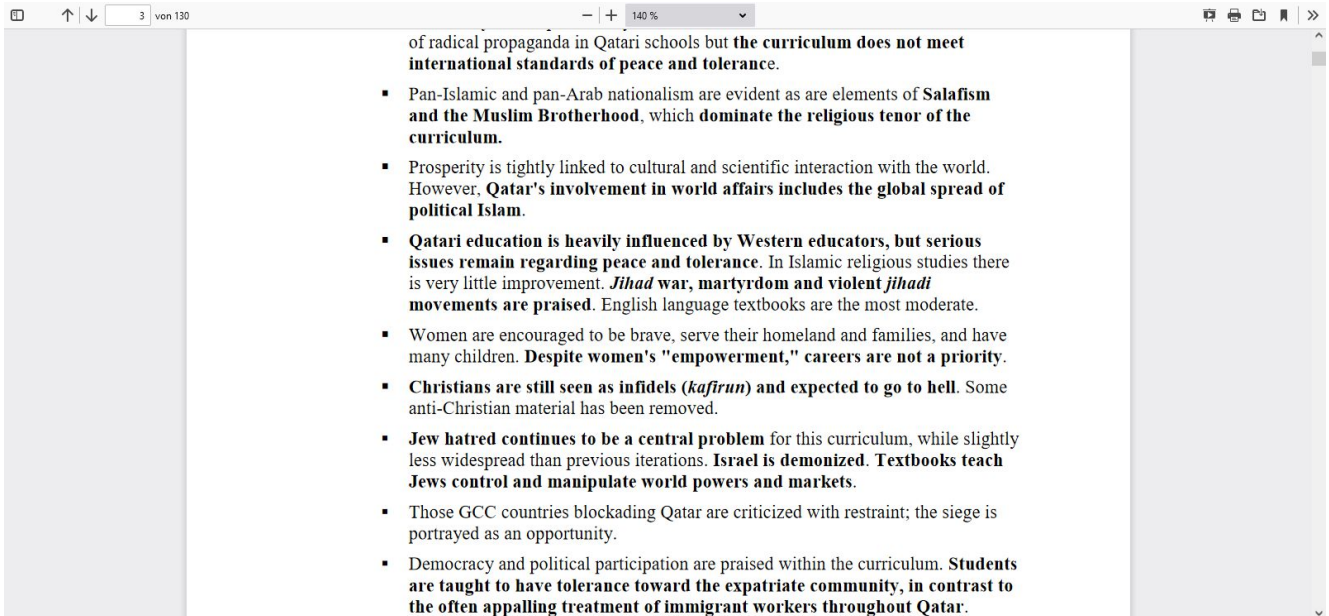 3 von 130
140 %
of radical propaganda in Qatari schools but the curriculum does not meet
international standards of peace and tolerance.
▪ Pan-Islamic and pan-Arab nationalism are evident as are elements of Salafism
and the Muslim Brotherhood, which dominate the religious tenor of the
curriculum.
▪ Prosperity is tightly linked to cultural and scientific interaction with the world.
However, Qatar's involvement in world affairs includes the global spread of
political Islam.
▪ Qatari education is heavily influenced by Western educators, but serious
issues remain regarding peace and tolerance. In Islamic religious studies there
is very little improvement. Jihad war, martyrdom and violent jihadi
movements are praised. English language textbooks are the most moderate.
▪ Women are encouraged to be brave, serve their homeland and families, and have
many children. Despite women's "empowerment," careers are not a priority.
▪ Christians are still seen as infidels (kafirun) and expected to go to hell. Some
anti-Christian material has been removed.
▪ Jew hatred continues to be a central problem for this curriculum, while slightly
less widespread than previous iterations. Israel is demonized. Textbooks teach
Jews control and manipulate world powers and markets.
▪ Those GCC countries blockading Qatar are criticized with restraint; the siege is
portrayed as an opportunity.
▪ Democracy and political participation are praised within the curriculum. Students
are taught to have tolerance toward the expatriate community, in contrast to
the often appalling treatment of immigrant workers throughout Qatar.